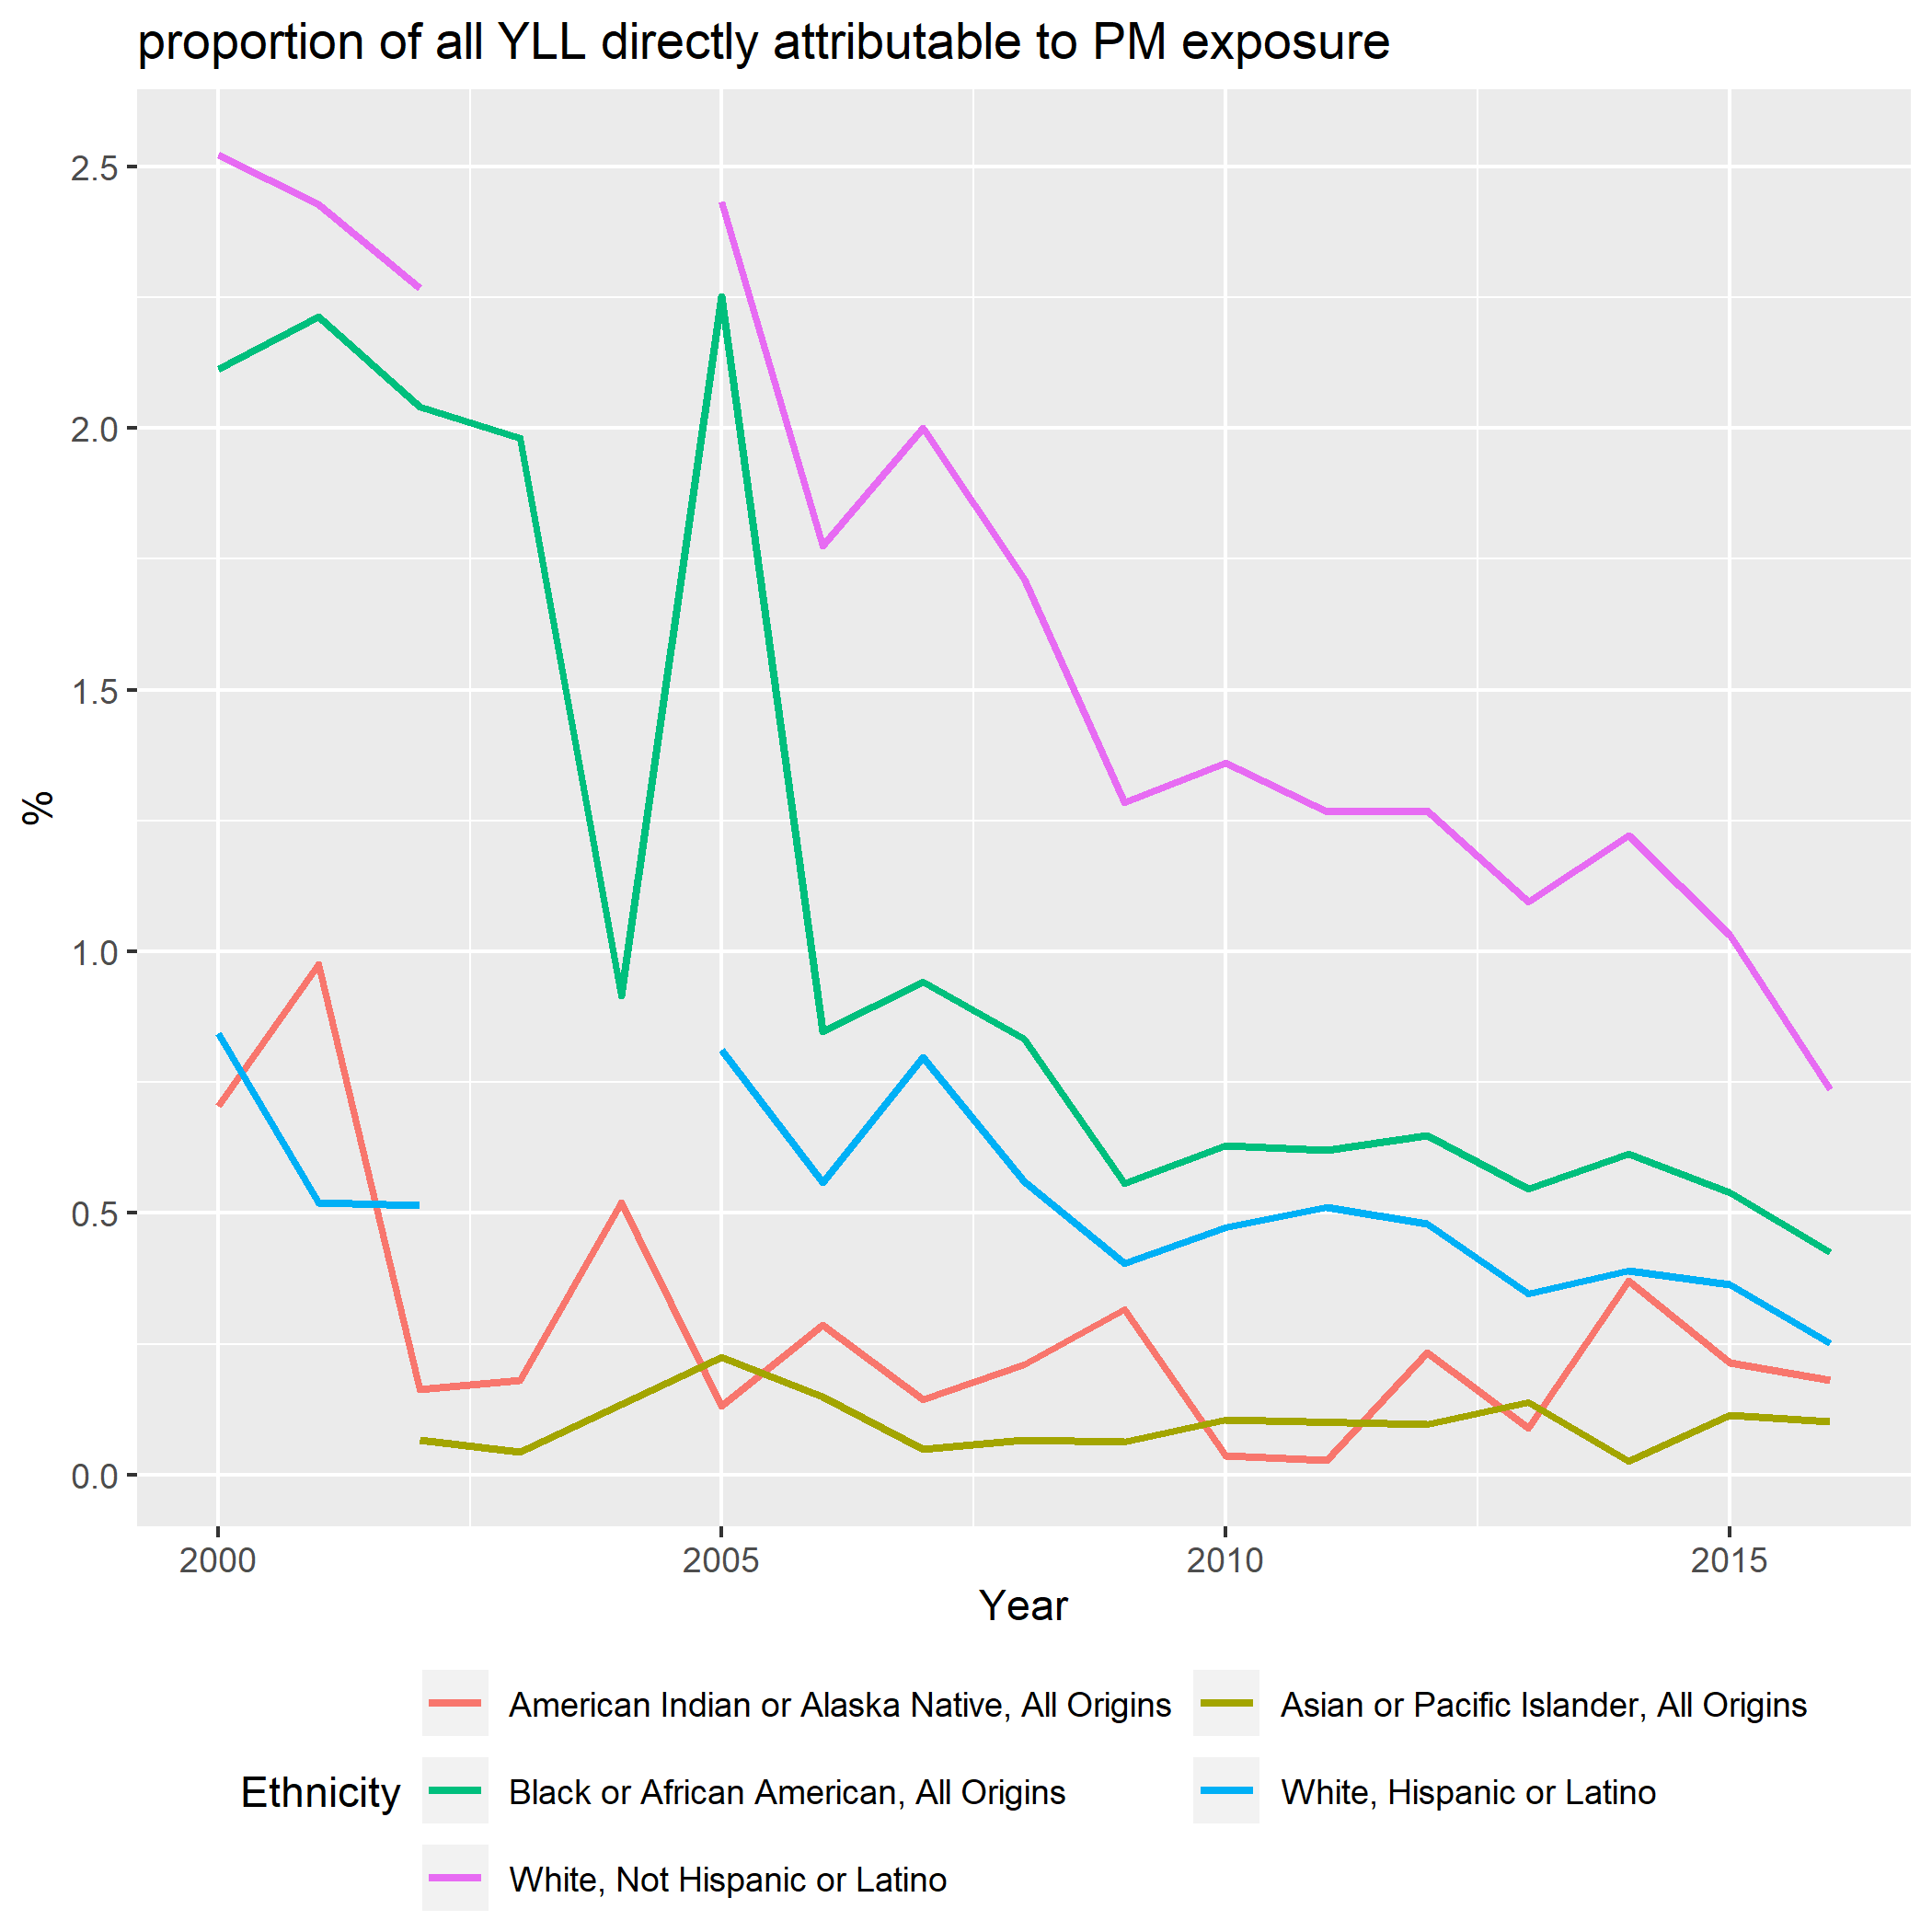 proportion of all YLL directly attributable to PM exposure
%
2.5
2.0
1.5
1.0
0.5
0.0
2000 2005 2010 2015
Year
Ethnicity
American Indian or Alaska Native, All Origins
Asian or Pacific Islander, All Origins
Black or African American, All Origins
White, Hispanic or Latino
White, Not Hispanic or Latino